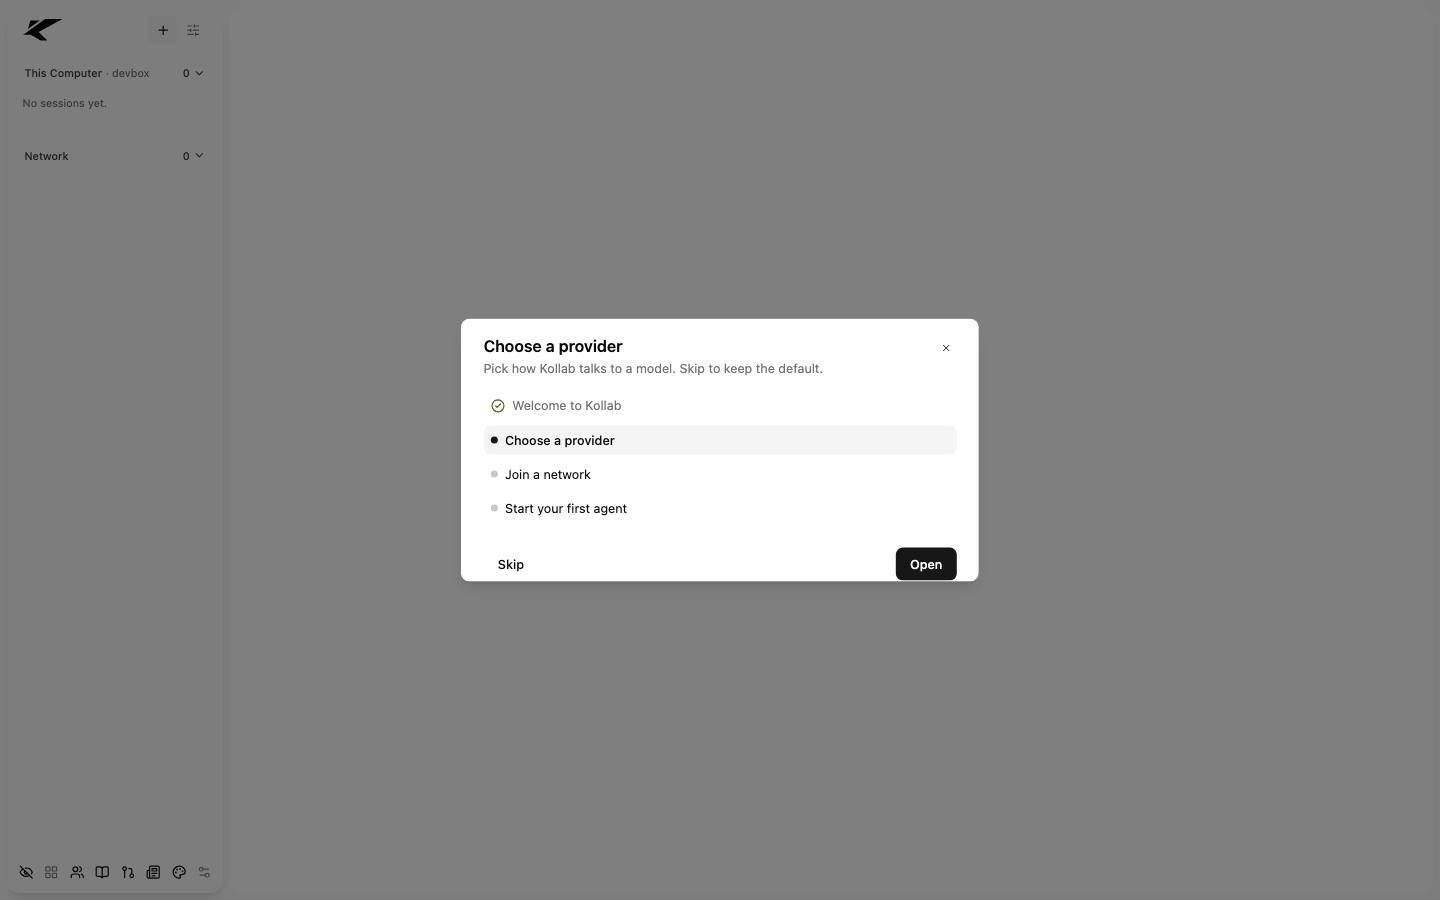 This Computer · devbox 0
No sessions yet.
Network 0
Choose a provider
Pick how Kollab talks to a model. Skip to keep the default.
Welcome to Kollab
Choose a provider
Join a network
Start your first agent
Skip Open